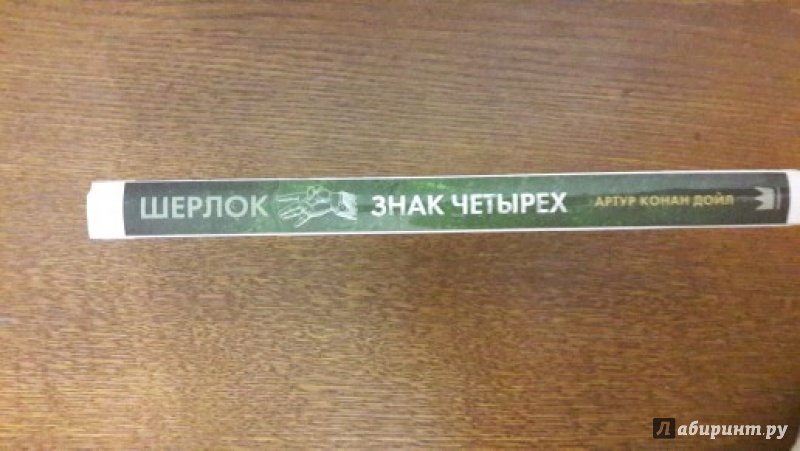 ШЕРЛОК ЗНАК ЧЕТЫРЕХ АРТУР КОНАН ДОЙЛ
Лабиринт.ру